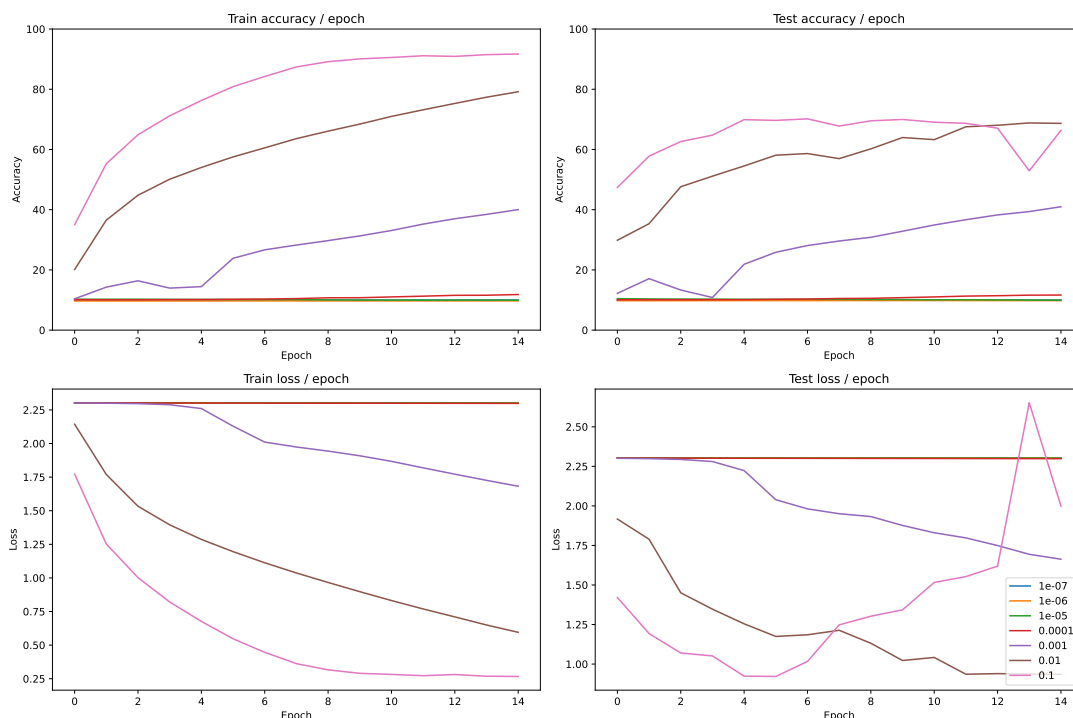 Train accuracy / epoch
100
80
60
40
20
0
Accuracy
0 2 4 6 8 10 12 14
Epoch
Test accuracy / epoch
100
80
60
40
20
0
Accuracy
0 2 4 6 8 10 12 14
Epoch
Train loss / epoch
2.25
2.00
1.75
1.50
1.25
1.00
0.75
0.50
0.25
Loss
0 2 4 6 8 10 12 14
Epoch
Test loss / epoch
2.50
2.25
2.00
1.75
1.50
1.25
1.00
Loss
0 2 4 6 8 10 12 14
Epoch
1e-07
1e-06
1e-05
0.0001
0.001
0.01
0.1